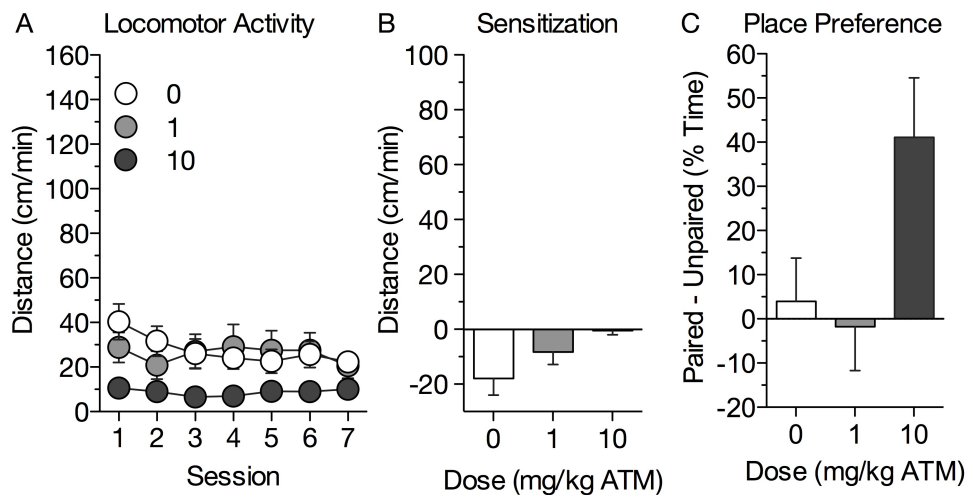 A Locomotor Activity
160
140
120
100
80
60
40
20
0
Distance (cm/min)
0
1
10
1 2 3 4 5 6 7
Session
B Sensitization
100
80
60
40
20
0
-20
Distance (cm/min)
0 1 10
Dose (mg/kg ATM)
C Place Preference
60
50
40
30
20
10
0
-10
-20
Paired - Unpaired (% Time)
0 1 10
Dose (mg/kg ATM)